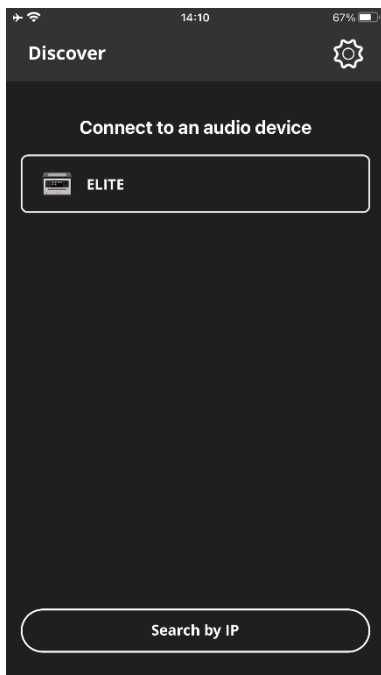 14:10
67%
Discover
Connect to an audio device
ELITE
Search by IP